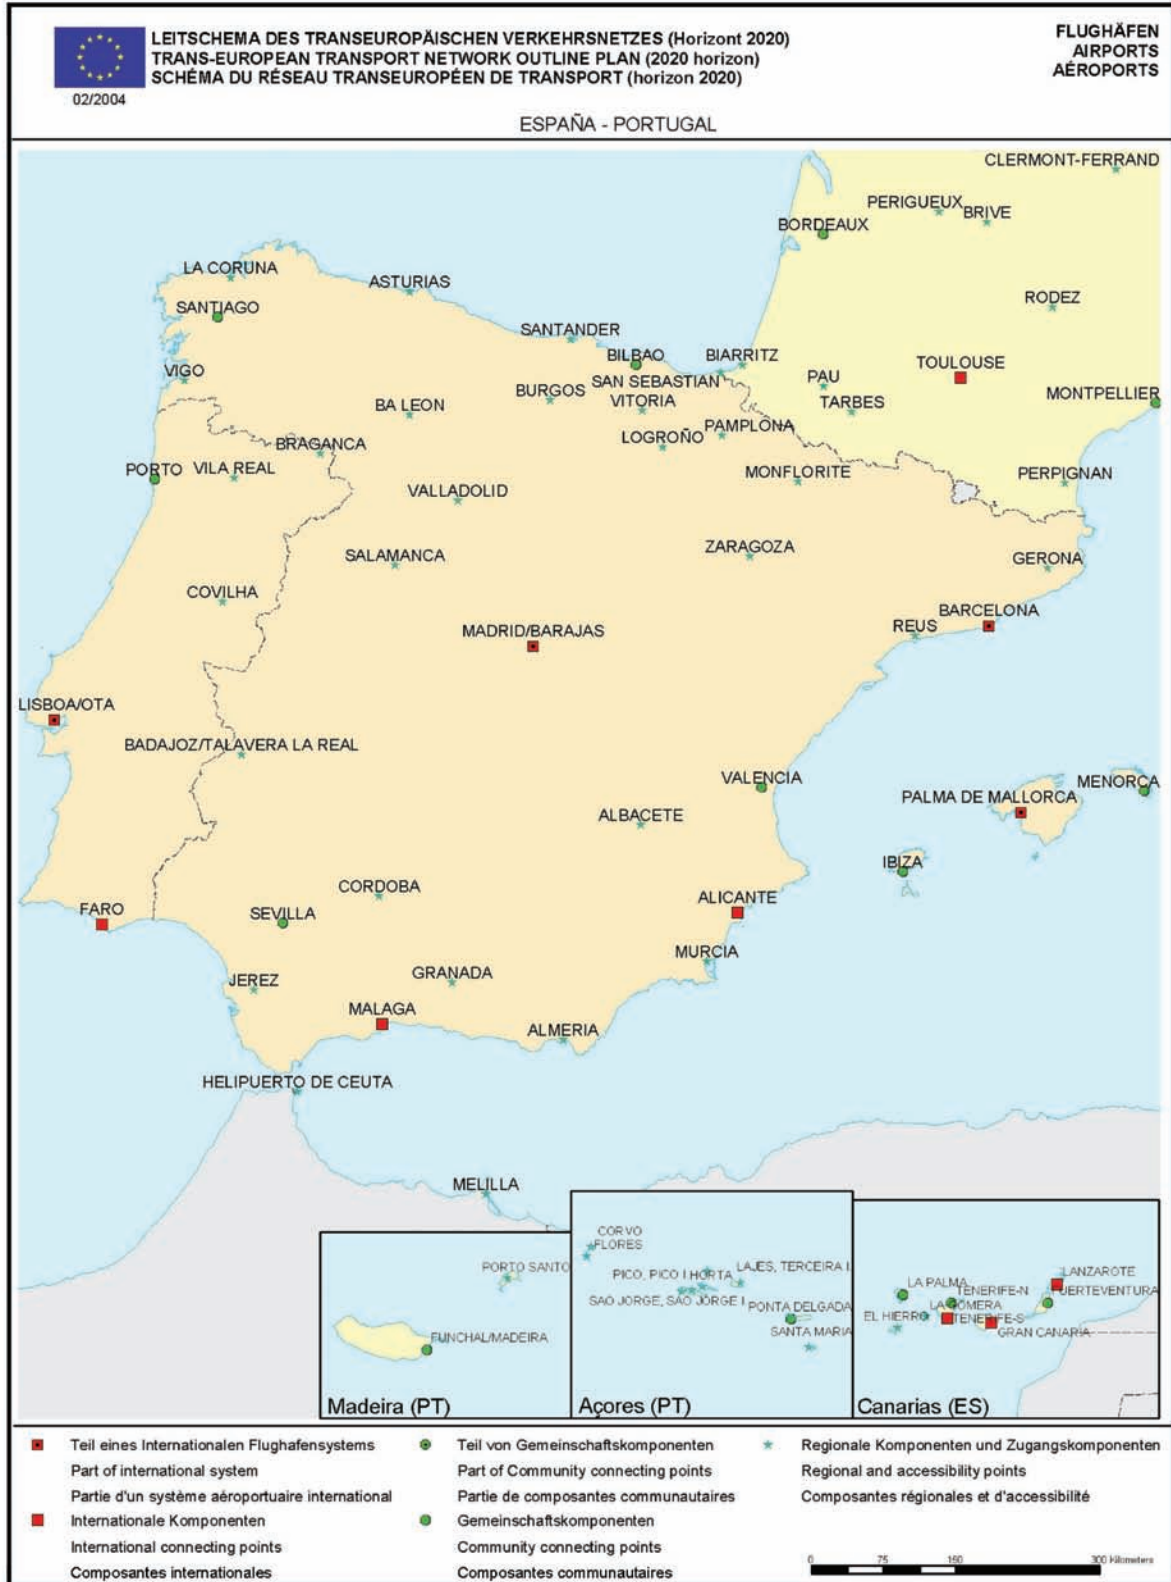 LEITSCHEMA DES TRANSEUROPÄISCHEN VERKEHRSNETZES (Horizont 2020)
TRANS-EUROPEAN TRANSPORT NETWORK OUTLINE PLAN (2020 horizon)
SCHÉMA DU RÉSEAU TRANSEUROPÉEN DE TRANSPORT (horizon 2020)
02/2004
FLUGHÄFEN
AIRPORTS
AÉROPORTS
ESPAÑA - PORTUGAL
CLERMONT-FERRAND
PERIGUEUX
BRIVE
BORDEAUX
LA CORUNA
ASTURIAS
RODEZ
SANTIAGO
SANTANDER
BILBAO
BIARRITZ
TOULOUSE
VIGO
SAN SEBASTIAN
PAU
BURGOS
VITORIA
MONTPELLIER
BA LEON
TARBES
PAMPLONA
LOGROÑO
BRAGANCA
PORTO
VILA REAL
MONFLORITE
PERPIGNAN
VALLADOLID
ZARAGOZA
SALAMANCA
GERONA
COVILHA
BARCELONA
MADRID/BARAJAS
REUS
LISBOA/OTA
BADAJOZ/TALAVERA LA REAL
VALENCIA
MENORCA
PALMA DE MALLORCA
ALBACETE
IBIZA
CORDOBA
ALICANTE
FARO
SEVILLA
MURCIA
JEREZ
GRANADA
MALAGA
ALMERIA
HELIPUERTO DE CEUTA
MELILLA
PORTO SANTO
FUNCHAL/MADEIRA
Madeira (PT)
CORVO
FLORES
PICO, PICO I.
HORTA
LAJES, TERCEIRA I.
SAO JORGE, SAO JORGE I.
PONTA DELGADA
SANTA MARIA
Açores (PT)
LANZAROTE
LA PALMA
TENERIFE-N
FUERTEVENTURA
LA GOMERA
EL HIERRO
TENERIFE-S
GRAN CANARIA
Canarias (ES)
Teil eines Internationalen Flughafensystems
Part of international system
Partie d'un système aéroportuaire international
Internationale Komponenten
International connecting points
Composantes internationales
Teil von Gemeinschaftskomponenten
Part of Community connecting points
Partie de composantes communautaires
Gemeinschaftskomponenten
Community connecting points
Composantes communautaires
Regionale Komponenten und Zugangskomponenten
Regional and accessibility points
Composantes régionales et d'accessibilité
0 75 150 300 Kilometers